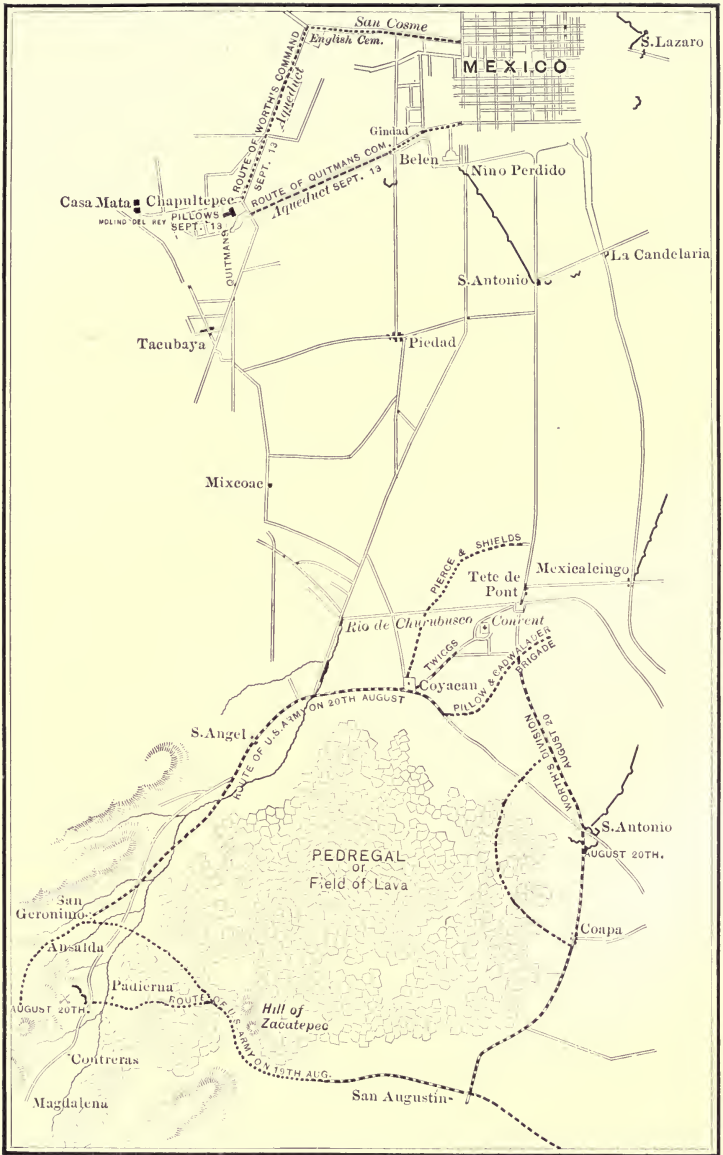 San Cosme
English Cem.
MEXICO
S. Lazaro
ROUTE OF WORTH'S COMMAND
SEPT. 13
Aqueduct
Gindad
Belen
ROUTE OF QUITMANS COM.
Aqueduct SEPT. 13
Nino Perdido
Casa Mata
Chapultepec
MOLINO DEL REY
PILLOWS
SEPT. 13
QUITMANS
La Candelaria
S. Antonio
Tacubaya
Piedad
Mixcoac
PIERCE & SHIELDS
Mexicalcingo
Tete de
Pont
Rio de Churubusco
Convent
TWIGGS
Coyacan
PILLOW & CADWALADER
BRIGADE
ROUTE OF U.S. ARMY ON 20TH AUGUST
S. Angel
WORTH'S DIVISION
AUGUST 20
S. Antonio
AUGUST 20TH.
PEDREGAL
or
Field of Lava
San
Geronimo
Ansalda
Coapa
Padierna
AUGUST 20TH.
ROUTE OF U.S. ARMY ON 19TH AUG.
Hill of
Zacatepec
Contreras
Magdalena
San Augustin